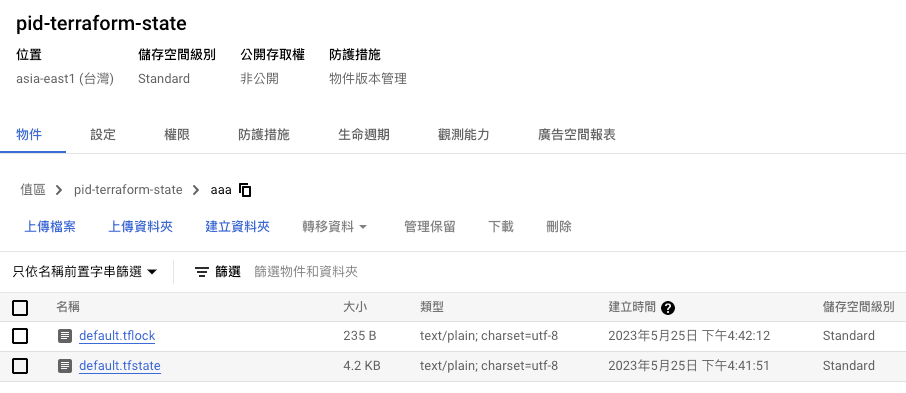 pid-terraform-state
位置 儲存空間級別 公開存取權 防護措施
asia-east1 (台灣) Standard 非公開 物件版本管理
物件 設定 權限 防護措施 生命週期 觀測能力 廣告空間報表
值區 pid-terraform-state aaa
上傳檔案 上傳資料夾 建立資料夾 轉移資料 管理保留 下載 刪除
只依名稱前置字串篩選 篩選 篩選物件和資料夾
名稱 大小 類型 建立時間 儲存空間級別
default.tflock 235 B text/plain; charset=utf-8 2023年5月25日 下午4:42:12 Standard
default.tfstate 4.2 KB text/plain; charset=utf-8 2023年5月25日 下午4:41:51 Standard